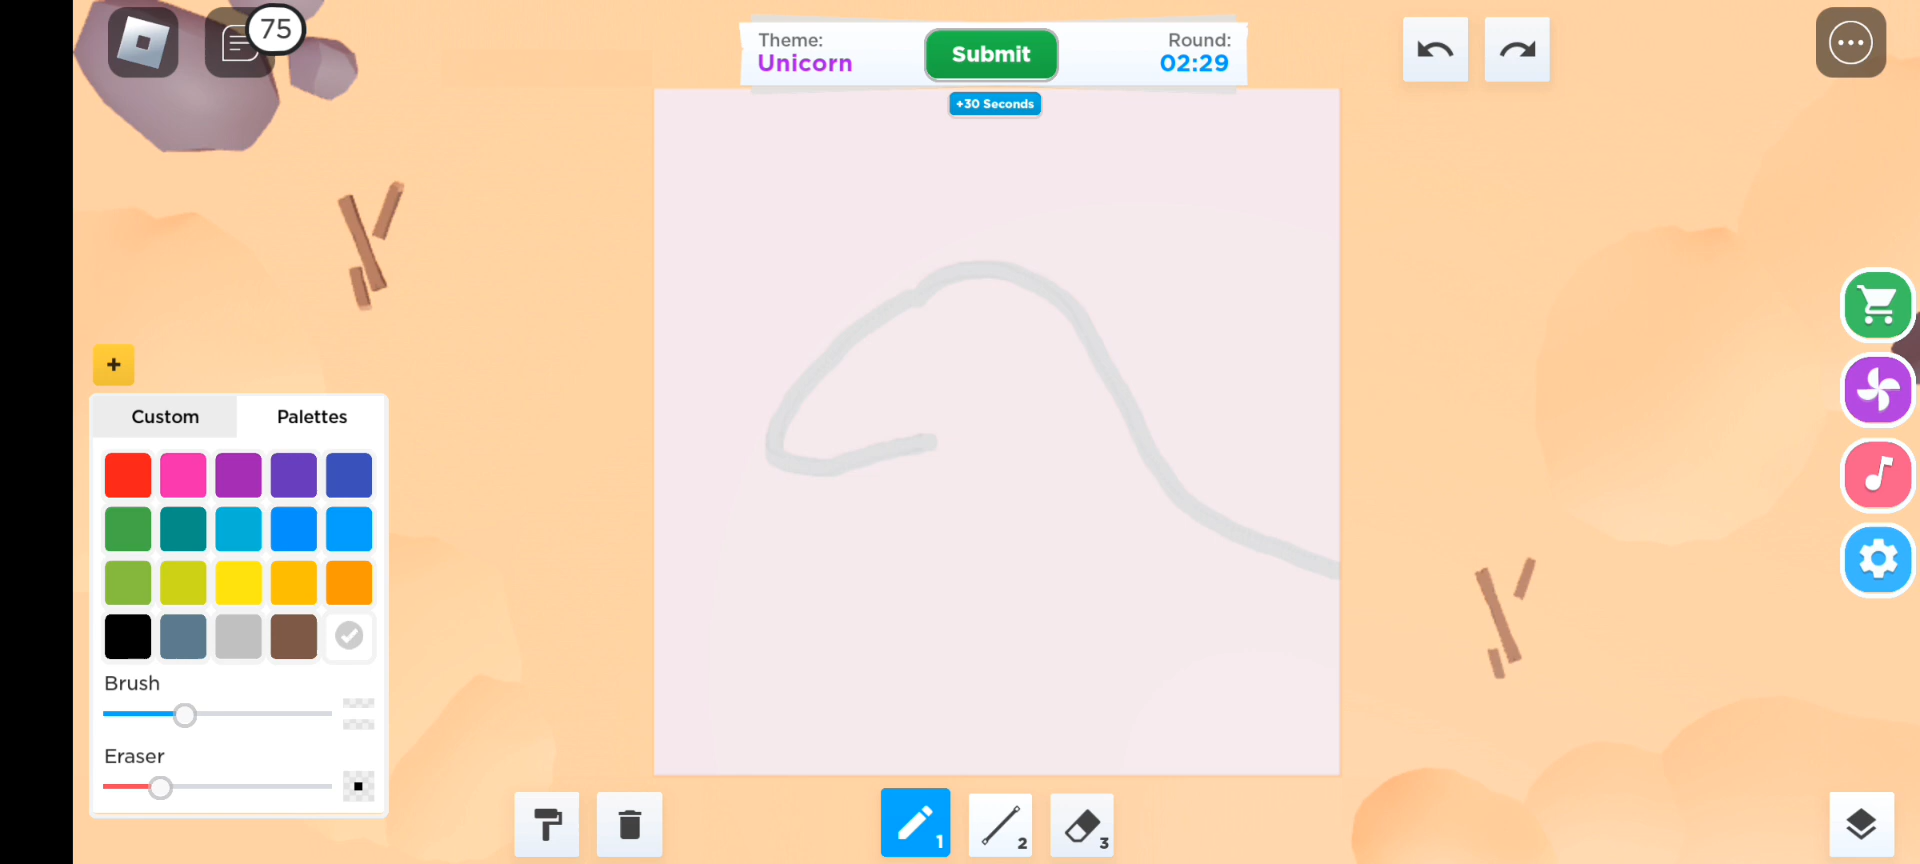 75
Theme:
Unicorn
Submit
Round:
02:29
+30 Seconds
+
Custom
Palettes
Brush
Eraser
1
2
3